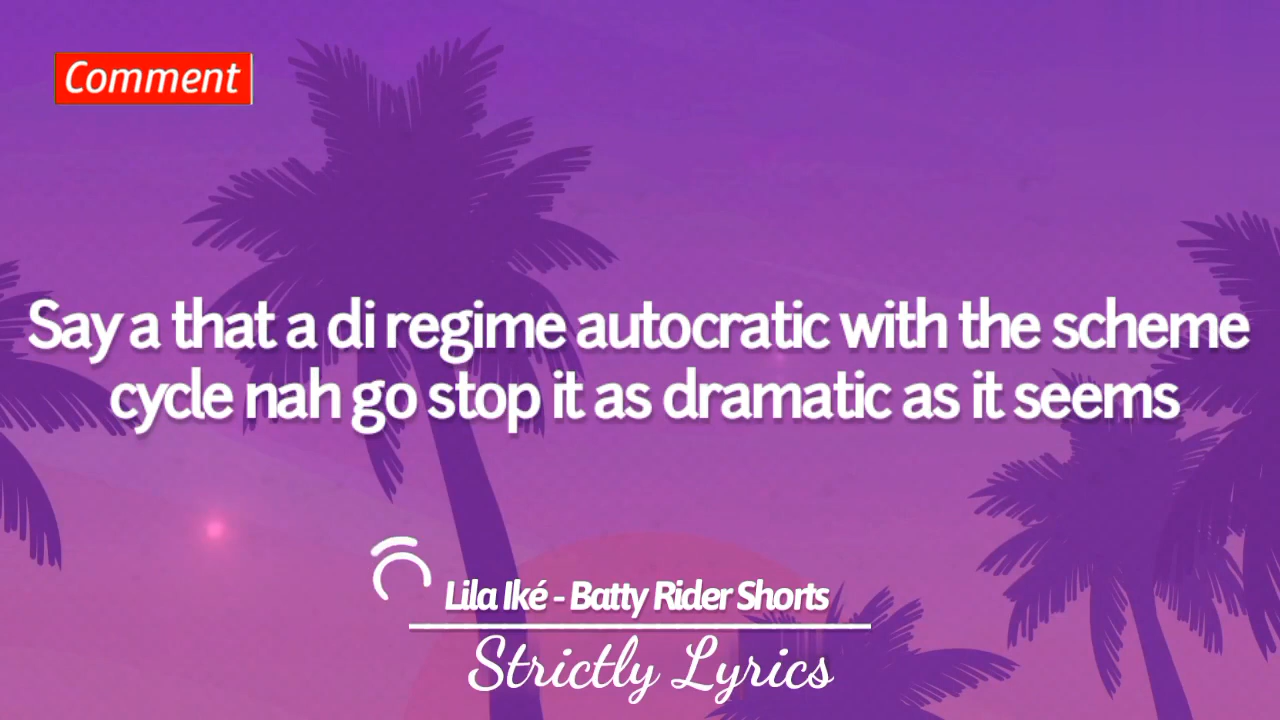 Comment
Say a that a di regime autocratic with the scheme
cycle nah go stop it as dramatic as it seems
Lila Iké - Batty Rider Shorts
Strictly Lyrics